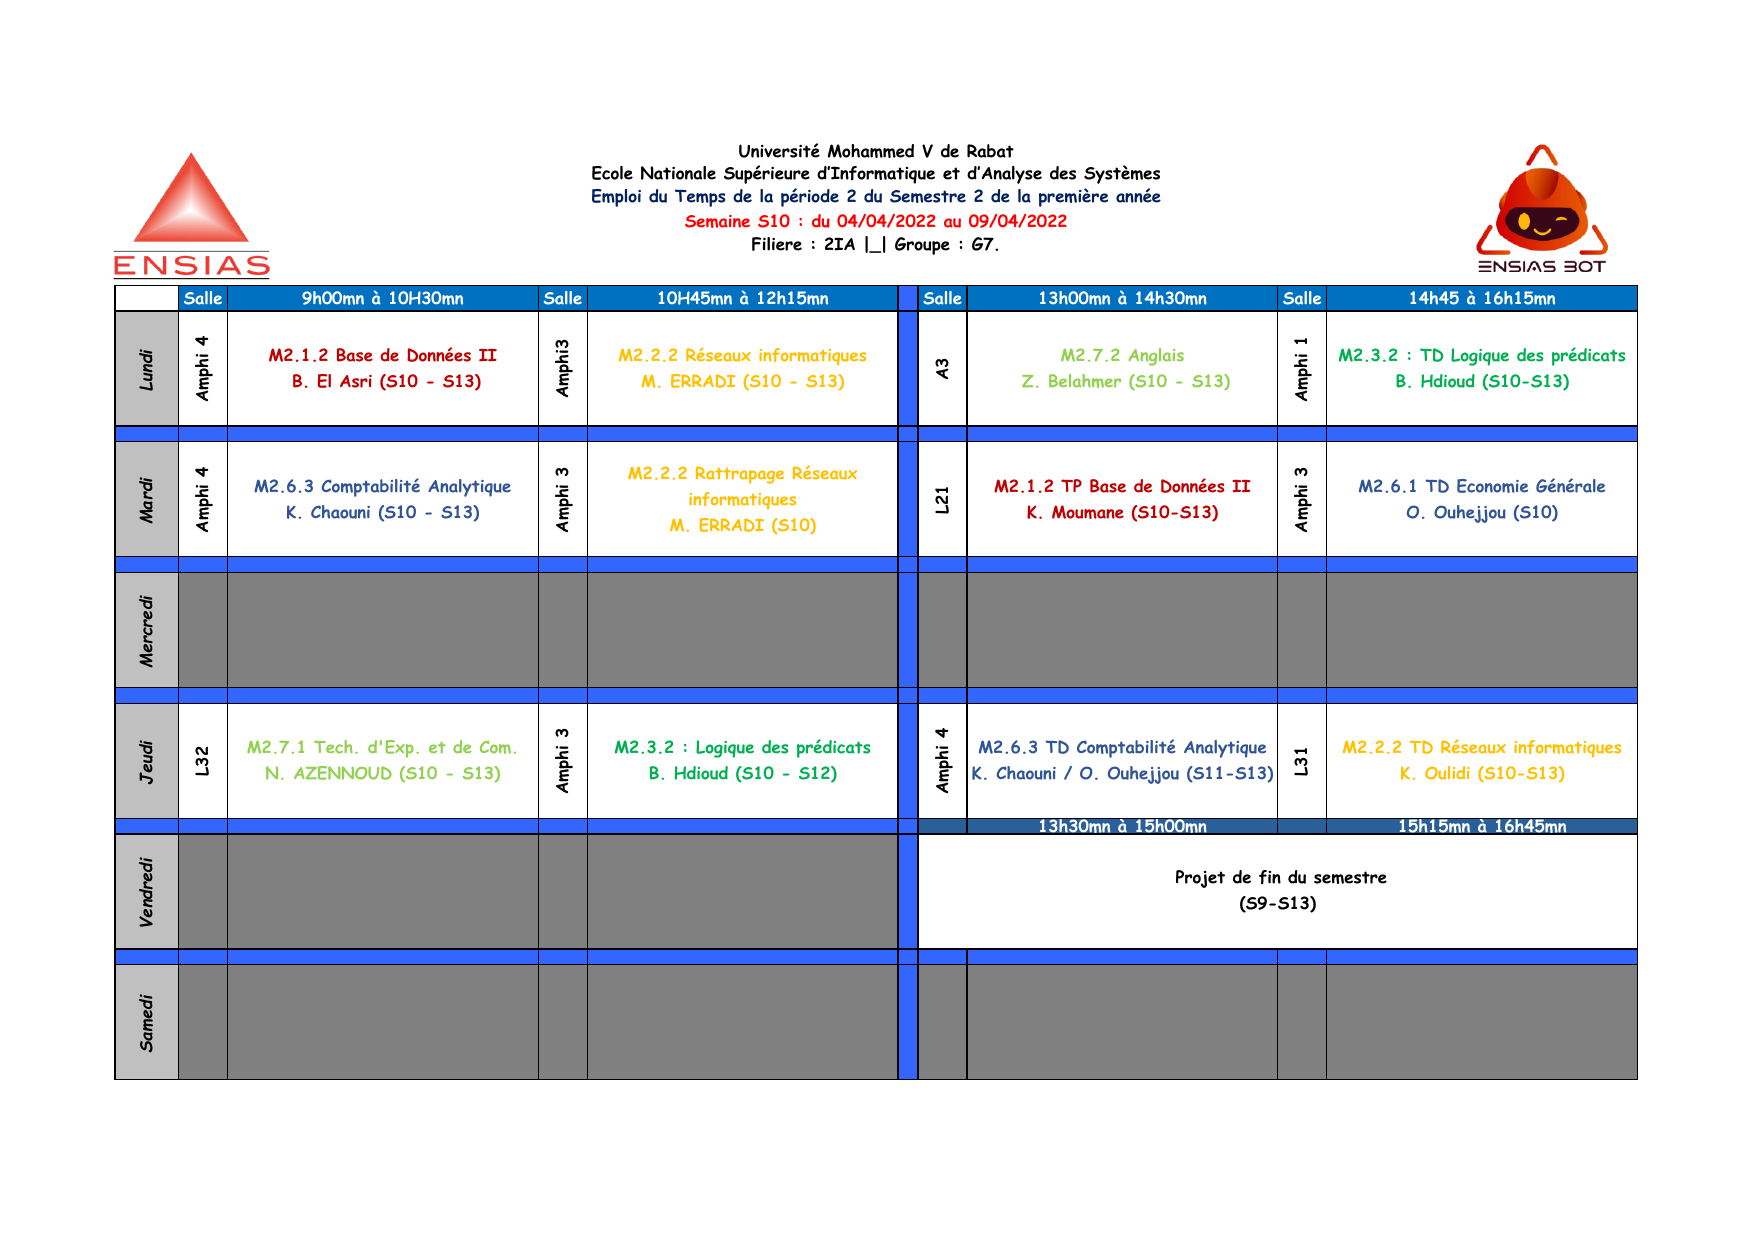 Université Mohammed V de Rabat
Ecole Nationale Supérieure d’Informatique et d’Analyse des Systèmes
Emploi du Temps de la période 2 du Semestre 2 de la première année
Semaine S10 : du 04/04/2022 au 09/04/2022
Filiere : 2IA |_| Groupe : G7.
ENSIAS
ENSIAS BOT
Salle 9h00mn à 10H30mn Salle 10H45mn à 12h15mn Salle 13h00mn à 14h30mn Salle 14h45 à 16h15mn
Lundi
Amphi 4
M2.1.2 Base de Données II
B. El Asri (S10 - S13)
Amphi3
M2.2.2 Réseaux informatiques
M. ERRADI (S10 - S13)
A3
M2.7.2 Anglais
Z. Belahmer (S10 - S13)
Amphi 1
M2.3.2 : TD Logique des prédicats
B. Hdioud (S10-S13)
Mardi
Amphi 4
M2.6.3 Comptabilité Analytique
K. Chaouni (S10 - S13)
Amphi 3
M2.2.2 Rattrapage Réseaux
informatiques
M. ERRADI (S10)
L21
M2.1.2 TP Base de Données II
K. Moumane (S10-S13)
Amphi 3
M2.6.1 TD Economie Générale
O. Ouhejjou (S10)
Mercredi
Jeudi
L32
M2.7.1 Tech. d'Exp. et de Com.
N. AZENNOUD (S10 - S13)
Amphi 3
M2.3.2 : Logique des prédicats
B. Hdioud (S10 - S12)
Amphi 4
M2.6.3 TD Comptabilité Analytique
K. Chaouni / O. Ouhejjou (S11-S13)
L31
M2.2.2 TD Réseaux informatiques
K. Oulidi (S10-S13)
13h30mn à 15h00mn 15h15mn à 16h45mn
Vendredi
Projet de fin du semestre
(S9-S13)
Samedi